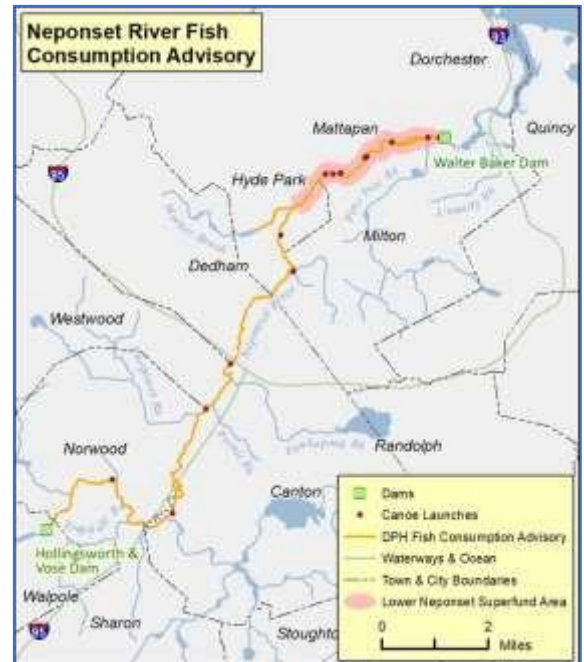 Neponset River Fish
Consumption Advisory
93
Dorchester
Quincy
Mattapan
Walter Baker Dam
95
Hyde Park
Milton
Dedham
Westwood
Randolph
Norwood
Canton
Hollingsworth &
Vose Dam
Walpole
Sharon
95
Stoughto
Dams
Canoe Launches
DPH Fish Consumption Advisory
Waterways & Ocean
Town & City Boundaries
Lower Neponset Superfund Area
0 2
Miles